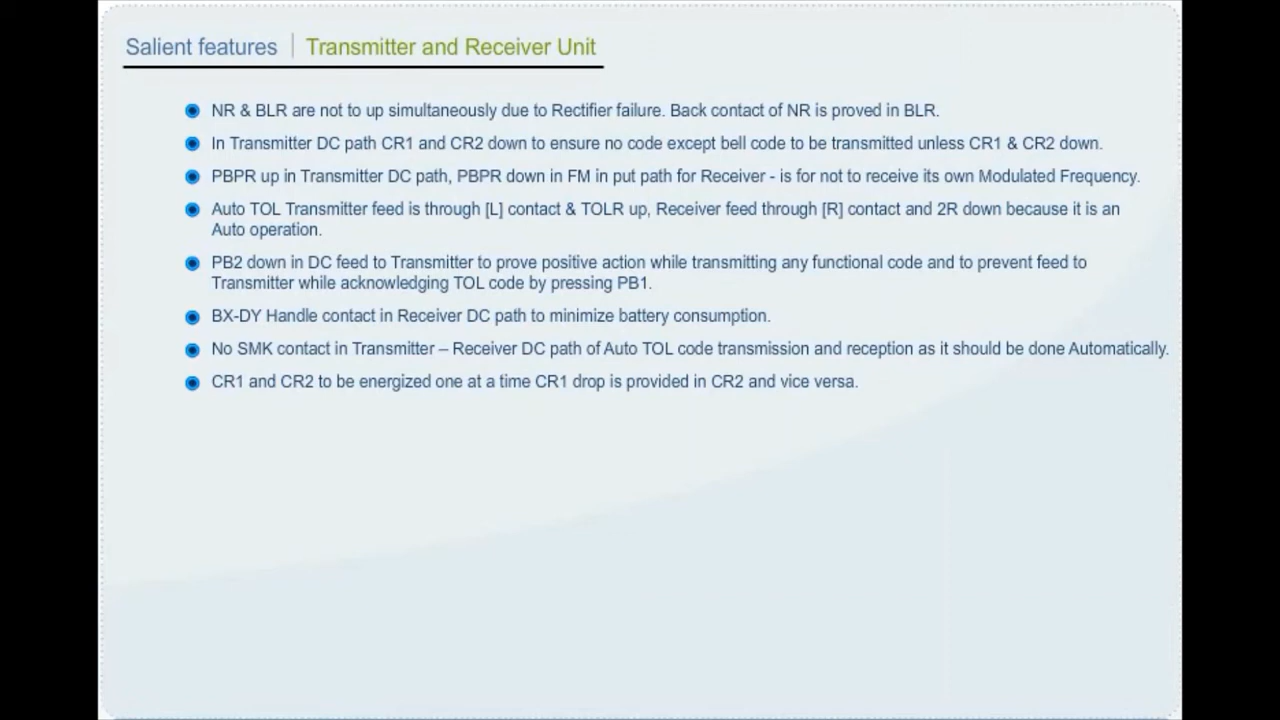 Salient features | Transmitter and Receiver Unit
NR & BLR are not to up simultaneously due to Rectifier failure. Back contact of NR is proved in BLR.
In Transmitter DC path CR1 and CR2 down to ensure no code except bell code to be transmitted unless CR1 & CR2 down.
PBPR up in Transmitter DC path, PBPR down in FM in put path for Receiver - is for not to receive its own Modulated Frequency.
Auto TOL Transmitter feed is through [L] contact & TOLR up, Receiver feed through [R] contact and 2R down because it is an
Auto operation.
PB2 down in DC feed to Transmitter to prove positive action while transmitting any functional code and to prevent feed to
Transmitter while acknowledging TOL code by pressing PB1.
BX-DY Handle contact in Receiver DC path to minimize battery consumption.
No SMK contact in Transmitter – Receiver DC path of Auto TOL code transmission and reception as it should be done Automatically.
CR1 and CR2 to be energized one at a time CR1 drop is provided in CR2 and vice versa.